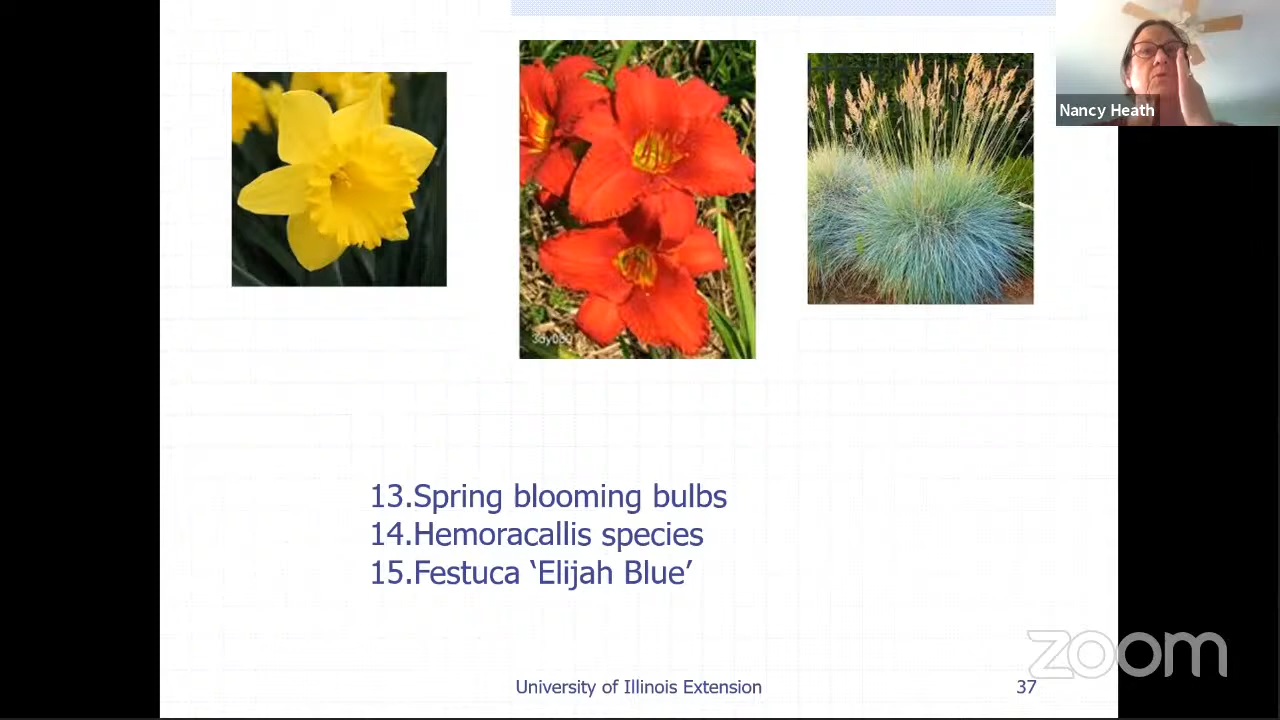 Nancy Heath
13.Spring blooming bulbs
14.Hemoracallis species
15.Festuca ‘Elijah Blue’
University of Illinois Extension
37
zoom